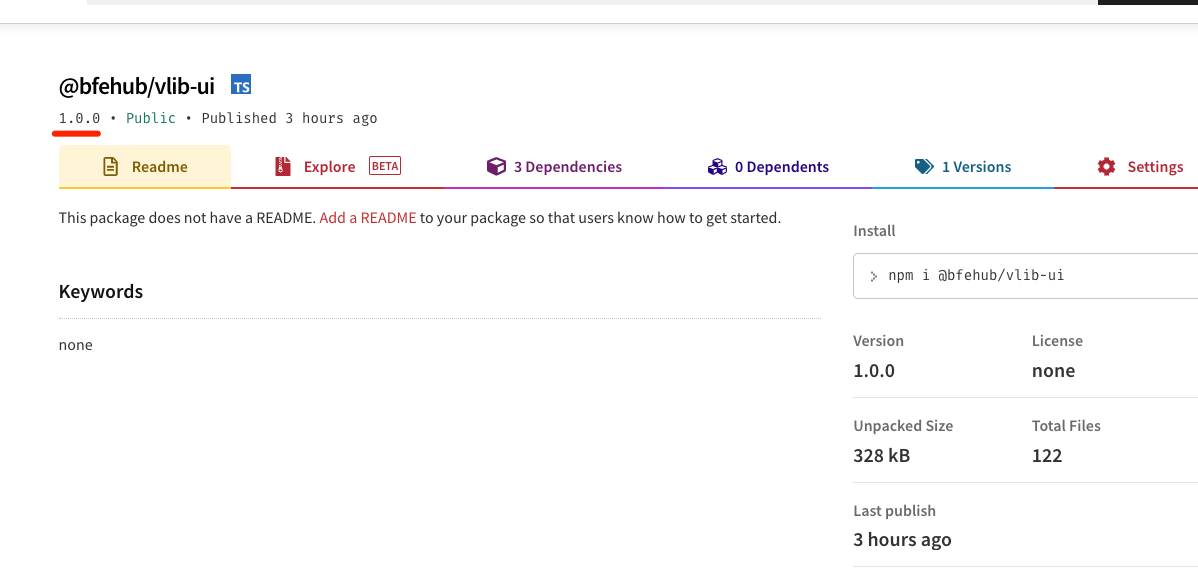 @bfehub/vlib-ui TS
1.0.0 • Public • Published 3 hours ago
Readme
Explore BETA
3 Dependencies
0 Dependents
1 Versions
Settings
This package does not have a README. Add a README to your package so that users know how to get started.
Keywords
none
Install
npm i @bfehub/vlib-ui
Version
License
1.0.0
none
Unpacked Size
Total Files
328 kB
122
Last publish
3 hours ago